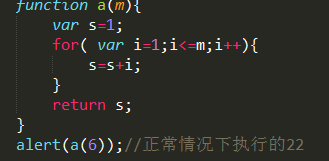 function a(m){
    var s=1;
    for( var i=1;i<=m;i++){
        s=s+i;
    }
    return s;
}
alert(a(6));//正常情况下执行的22